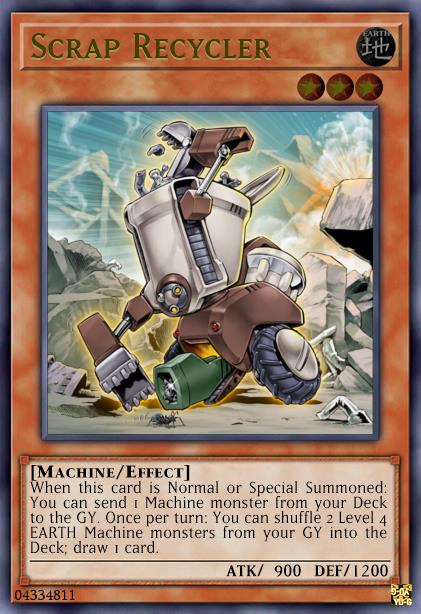 Scrap Recycler
EARTH
地
[Machine/Effect]
When this card is Normal or Special Summoned:
You can send 1 Machine monster from your Deck
to the GY. Once per turn: You can shuffle 2 Level 4
EARTH Machine monsters from your GY into the
Deck; draw 1 card.
ATK/ 900 DEF/1200
04334811